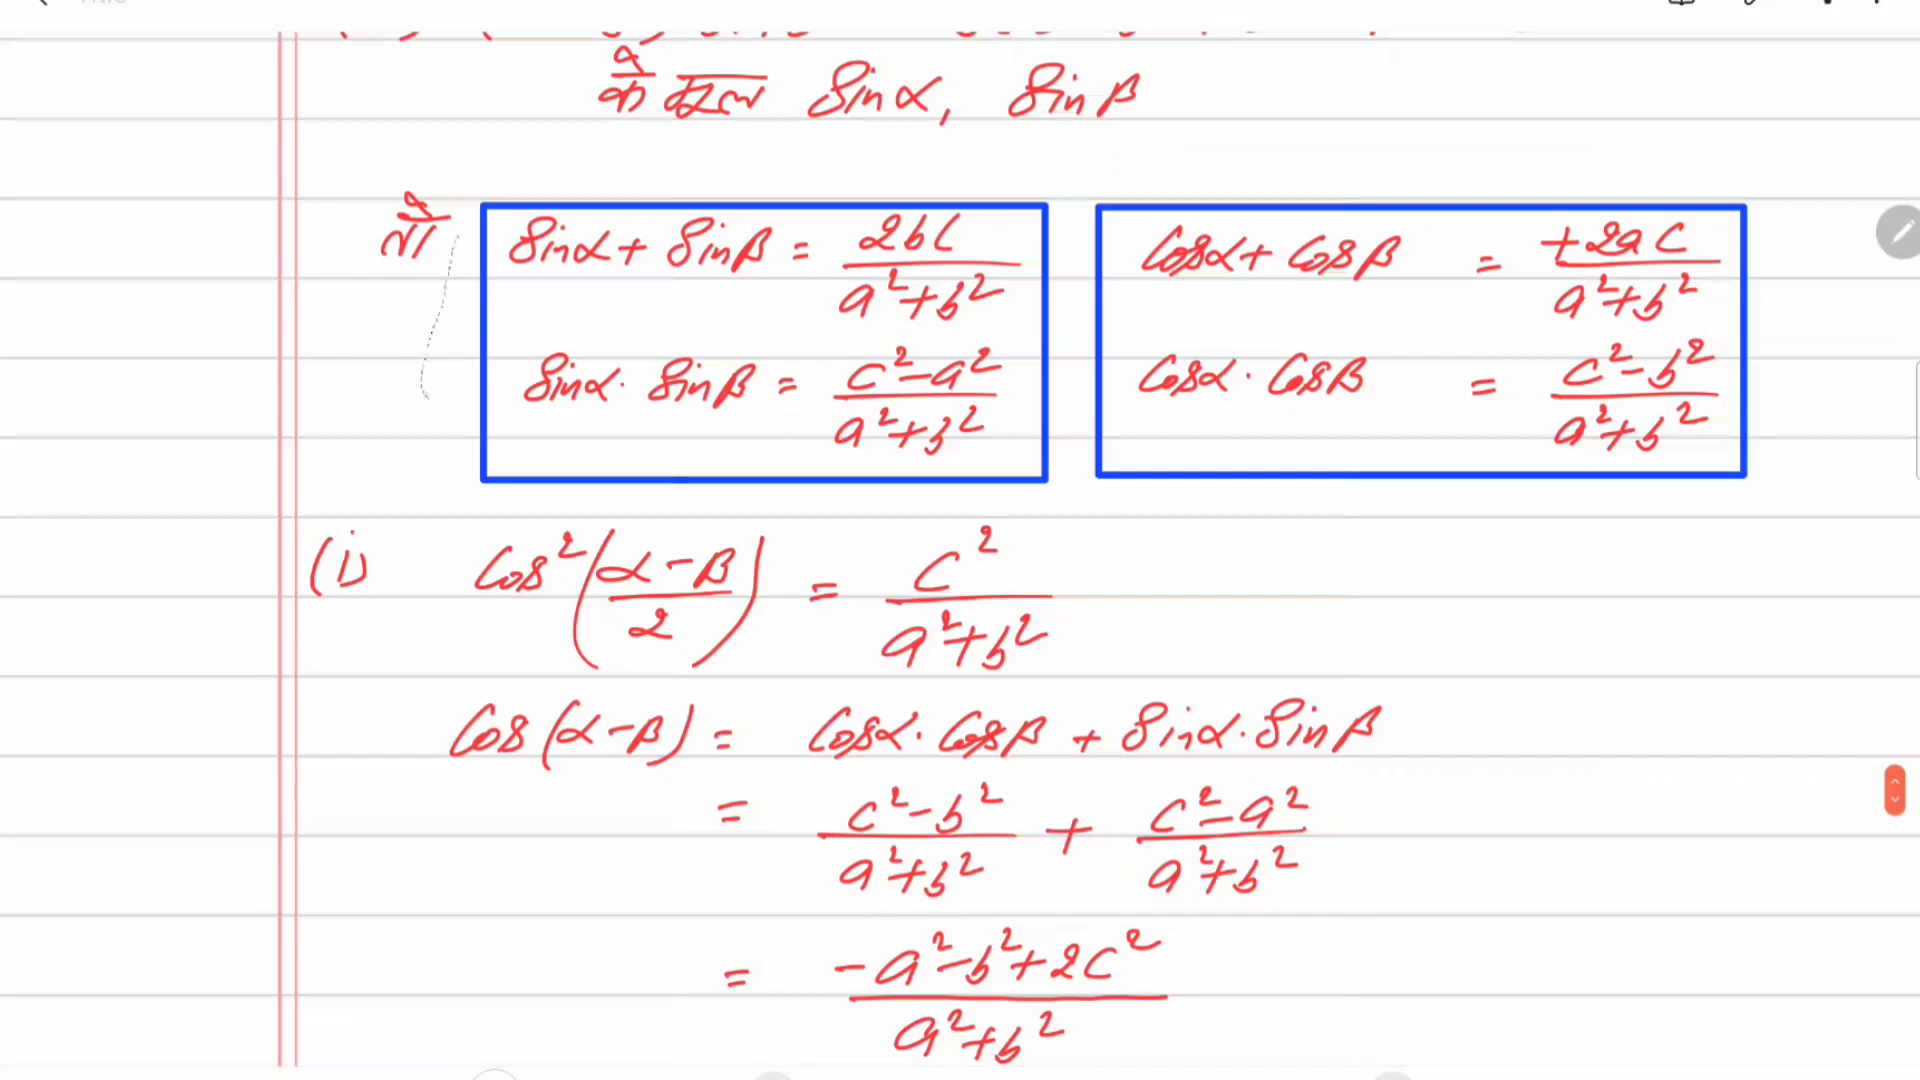 के मूल Sinα, Sinβ
तो
Sinα + Sinβ = 2bc / a²+b²
Sinα · Sinβ = c²-a² / a²+b²
Cosα + Cosβ = +2ac / a²+b²
Cosα · Cosβ = c²-b² / a²+b²
(i) Cos²(α-β / 2) = c² / a²+b²
Cos(α-β) = Cosα · Cosβ + Sinα · Sinβ
= c²-b² / a²+b² + c²-a² / a²+b²
= -a²-b²+2c² / a²+b²